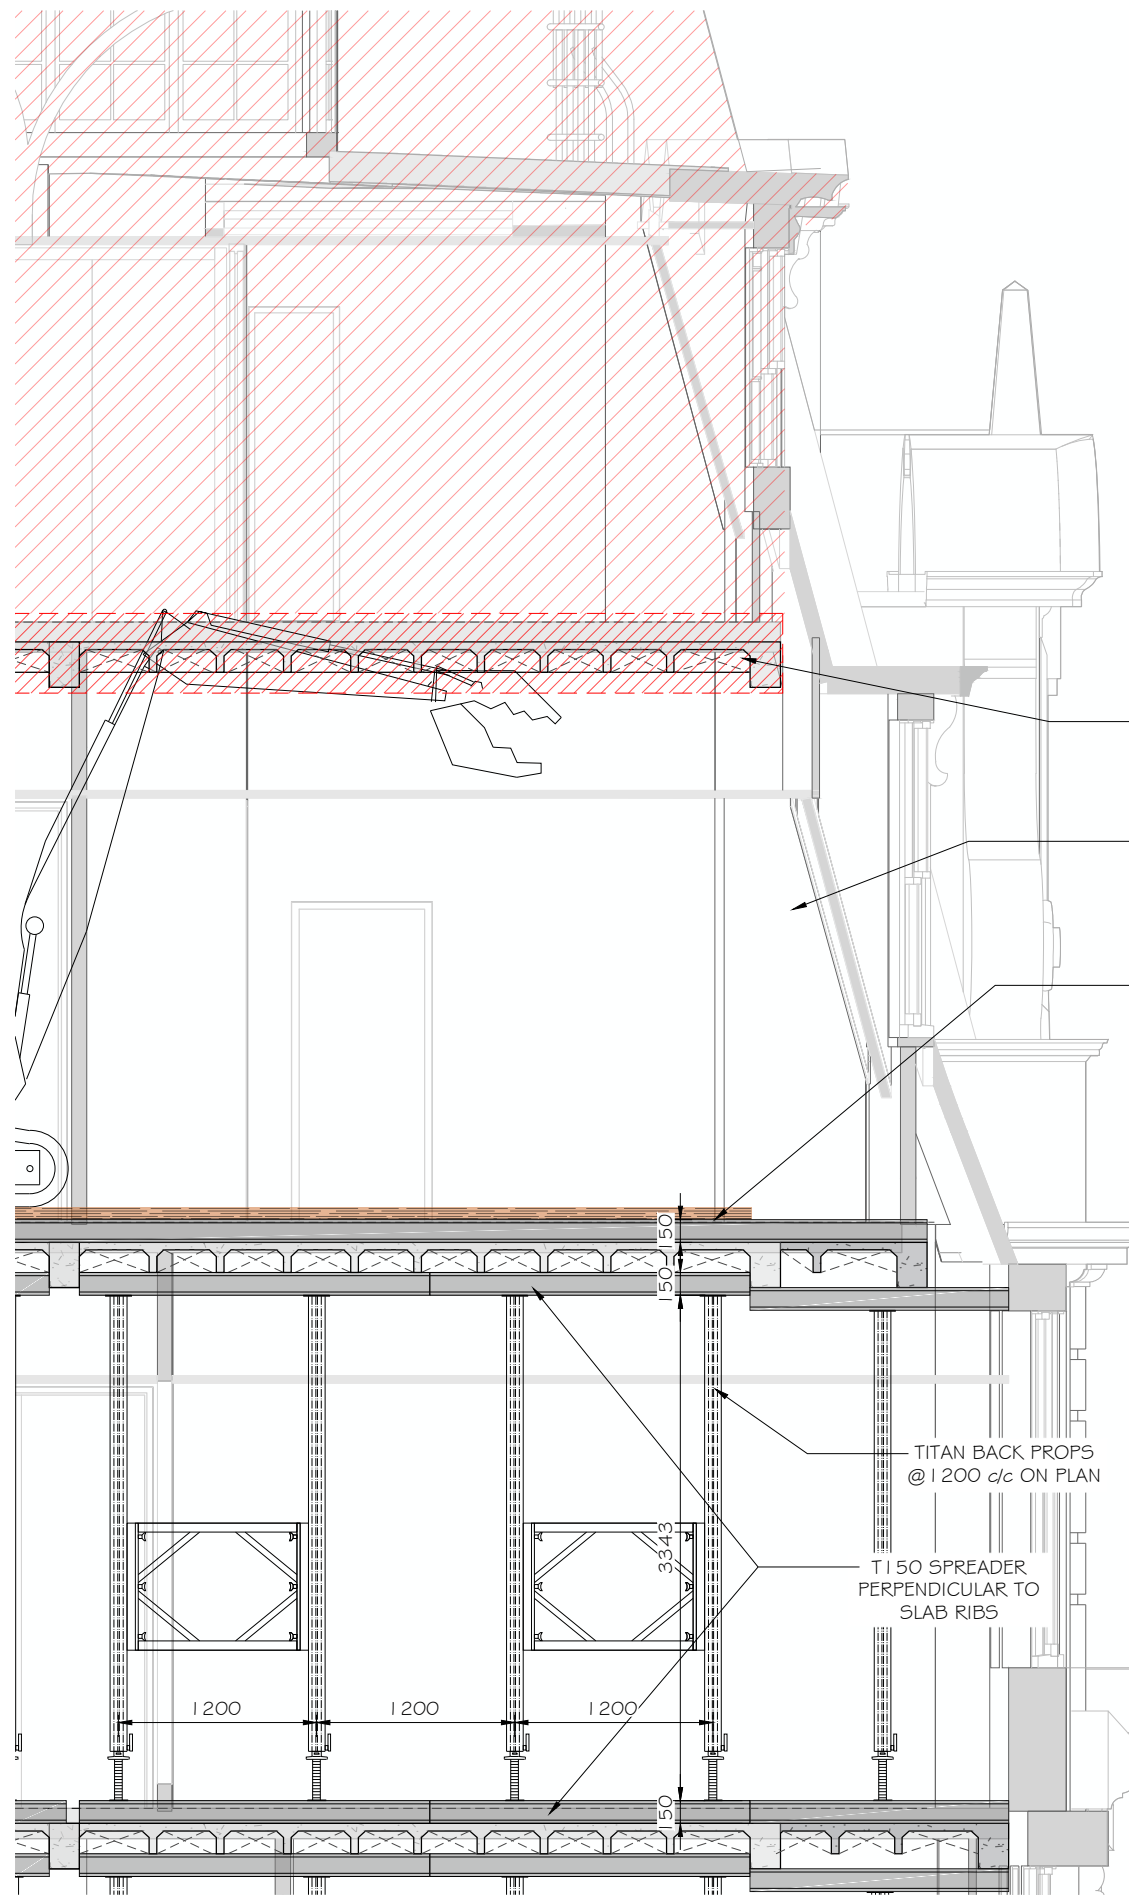 150
150
TITAN BACK PROPS
@1200 c/c ON PLAN
3343
T150 SPREADER
PERPENDICULAR TO
SLAB RIBS
1200 1200 1200
150